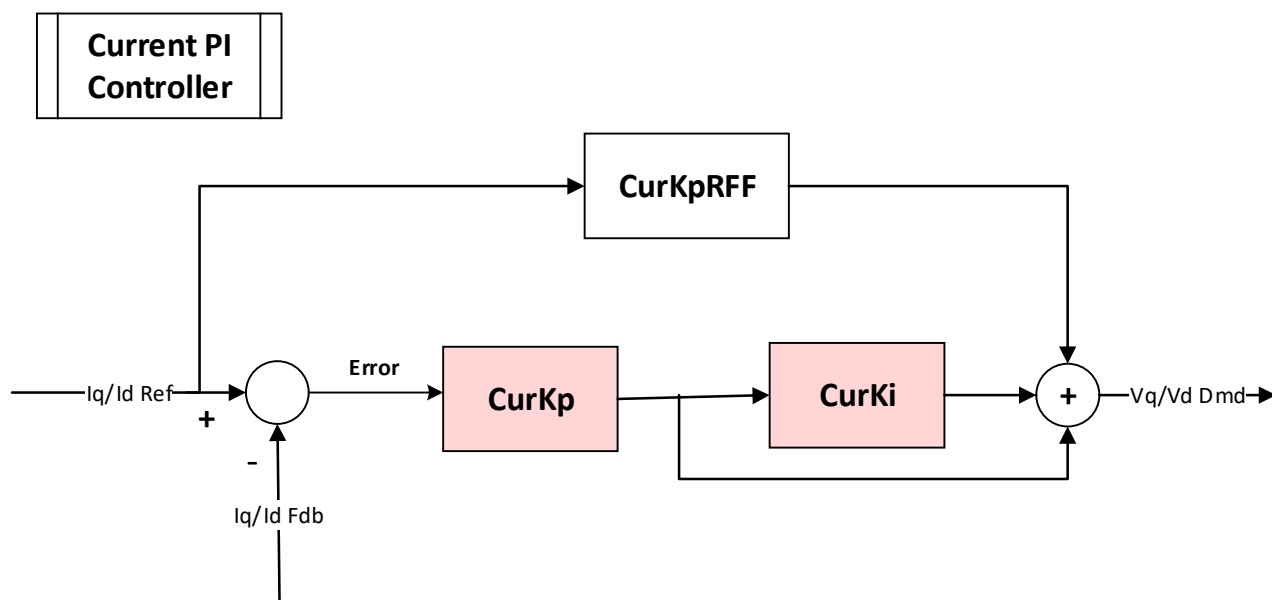 Current PI
Controller
CurKpRFF
Error
Iq/Id Ref
+
CurKp
CurKi
+
Vq/Vd Dmd
-
Iq/Id Fdb